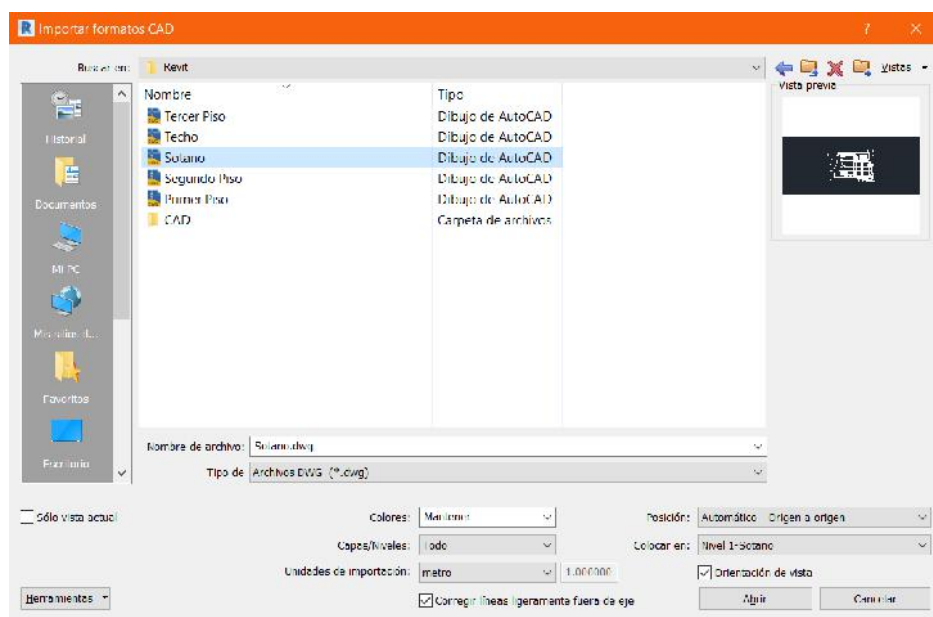 Importar formatos CAD
Buscar en: Revit Vistas
Vista previa
Nombre Tipo
Tercer Piso Dibujo de AutoCAD
Techo Dibujo de AutoCAD
Sotano Dibujo de AutoCAD
Segundo Piso Dibujo de AutoCAD
Primer Piso Dibujo de AutoCAD
CAD Carpeta de archivos
Historial
Documentos
Mi PC
Mis sitios d...
Favoritos
Escritorio
Nombre de archivo: Sotano.dwg
Tipo de Archivos DWG (*.dwg)
Sólo vista actual
Colores: Mantener
Posición: Automático Origen a origen
Capas/Niveles: Todo
Colocar en: Nivel 1-Sotano
Unidades de importación: metro 1.000000
Orientación de vista
Herramientas
Corregir líneas ligeramente fuera de eje
Abrir Cancelar